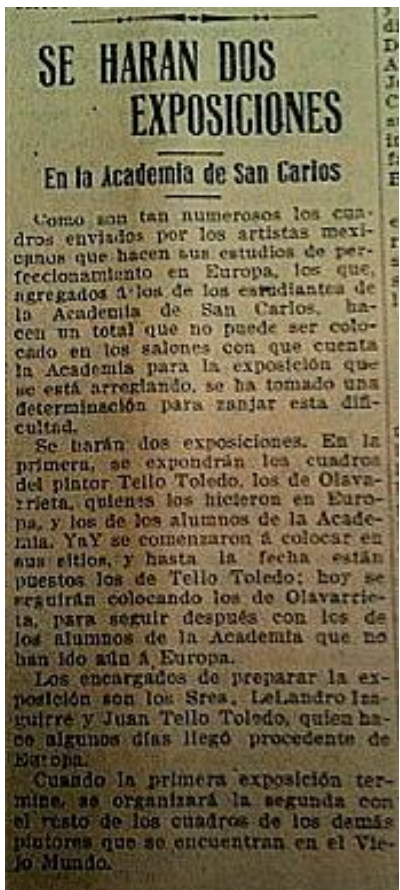 SE HARAN DOS
EXPOSICIONES
En la Academia de San Carlos
Como son tan numerosos los cua-
dros enviados por los artistas mexi-
canos que hacen sus estudios de per-
feccionamiento en Europa, los que,
agregados á los de los estudiantes de
la Academia de San Carlos, ha-
cen un total que no puede ser colo-
cado en los salones con que cuenta
la Academia para la exposición que
se está arreglando, se ha tomado una
determinación para zanjar esta difi-
cultad.
Se harán dos exposiciones. En la
primera, se expondrán los cuadros
del pintor Tello Toledo, los de Olava-
rrieta, quienes los hicieron en Euro-
pa, y los de los alumnos de la Acade-
mia. YaY se comenzaron á colocar en
sus sitios, y hasta la fecha están
puestos los de Tello Toledo; hoy se
seguirán colocando los de Olavarrie-
ta, para seguir después con los de
los alumnos de la Academia que no
han ido aún á Europa.
Los encargados de preparar la ex-
posición son los Sres. LeLandro Iza-
guirre y Juan Tello Toledo, quien ha-
ce algunos días llegó procedente de
Europa.
Cuando la primera exposición ter-
mine, se organizará la segunda con
el resto de los cuadros de los demás
pintores que se encuentran en el Vie-
jo Mundo.